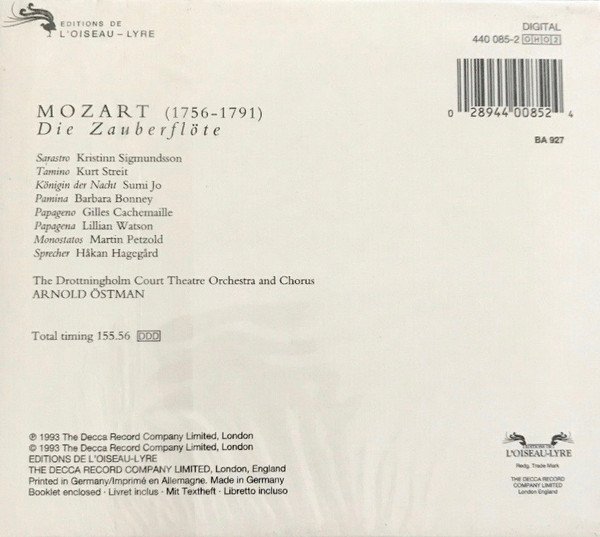 EDITIONS DE
L'OISEAU-LYRE
DIGITAL
440 085-2 OHO2
0 28944 00852 4
BA 927
MOZART (1756-1791)
Die Zauberflöte
Sarastro Kristinn Sigmundsson
Tamino Kurt Streit
Königin der Nacht Sumi Jo
Pamina Barbara Bonney
Papageno Gilles Cachemaille
Papagena Lillian Watson
Monostatos Martin Petzold
Sprecher Håkan Hagegård
The Drottningholm Court Theatre Orchestra and Chorus
ARNOLD ÖSTMAN
Total timing 155.56 DDD
℗ 1993 The Decca Record Company Limited, London
© 1993 The Decca Record Company Limited, London
EDITIONS DE L'OISEAU-LYRE
THE DECCA RECORD COMPANY LIMITED, London, England
Printed in Germany/Imprimé en Allemagne. Made in Germany
Booklet enclosed · Livret inclus · Mit Textheft · Libretto incluso
EDITIONS DE
L'OISEAU-LYRE
Redg. Trade Mark
THE DECCA RECORD
COMPANY LIMITED
London England